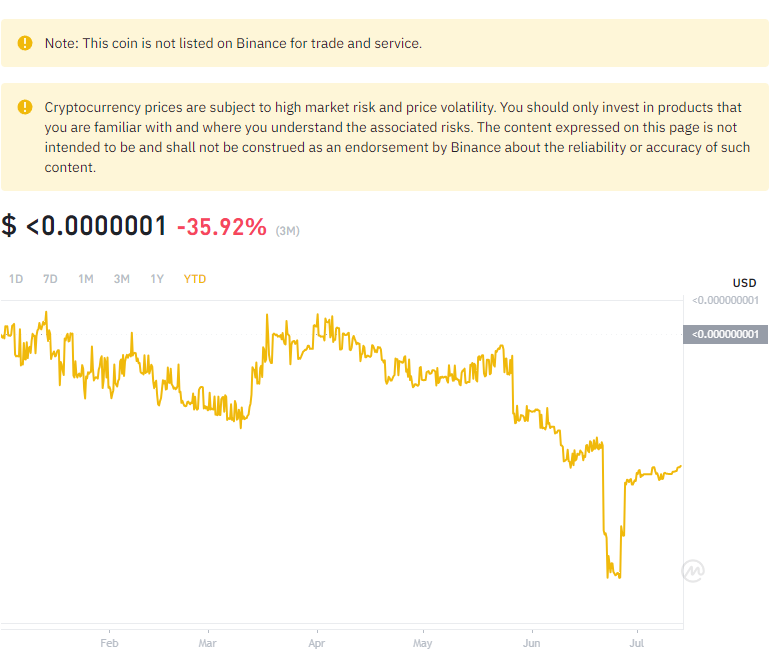 Note: This coin is not listed on Binance for trade and service.
Cryptocurrency prices are subject to high market risk and price volatility. You should only invest in products that
you are familiar with and where you understand the associated risks. The content expressed on this page is not
intended to be and shall not be construed as an endorsement by Binance about the reliability or accuracy of such
content.
$ <0.0000001 -35.92% (3M)
1D 7D 1M 3M 1Y YTD
USD
<0.000000001
<0.000000001
Feb Mar Apr May Jun Jul